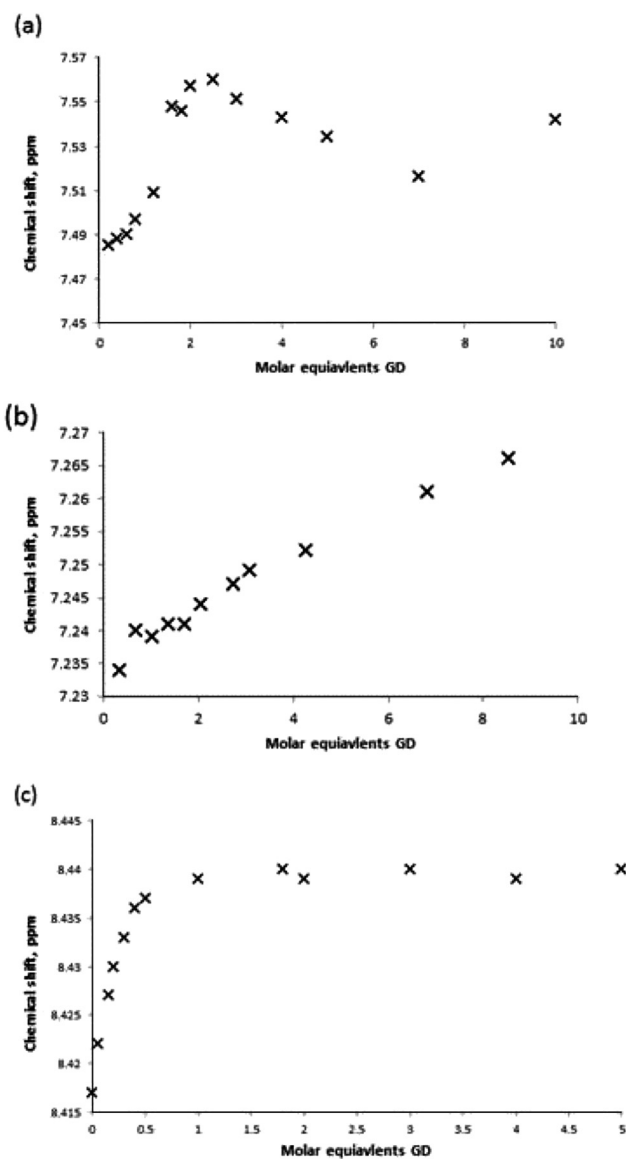 (a)
7.57
7.55
7.53
7.51
7.49
7.47
7.45
Chemical shift, ppm
0 2 4 6 8 10
Molar equiavlents GD
(b)
7.27
7.265
7.26
7.255
7.25
7.245
7.24
7.235
7.23
Chemical shift, ppm
0 2 4 6 8 10
Molar equiavlents GD
(c)
8.445
8.44
8.435
8.43
8.425
8.42
8.415
Chemical shift, ppm
0 0.5 1 1.5 2 2.5 3 3.5 4 4.5 5
Molar equiavlents GD